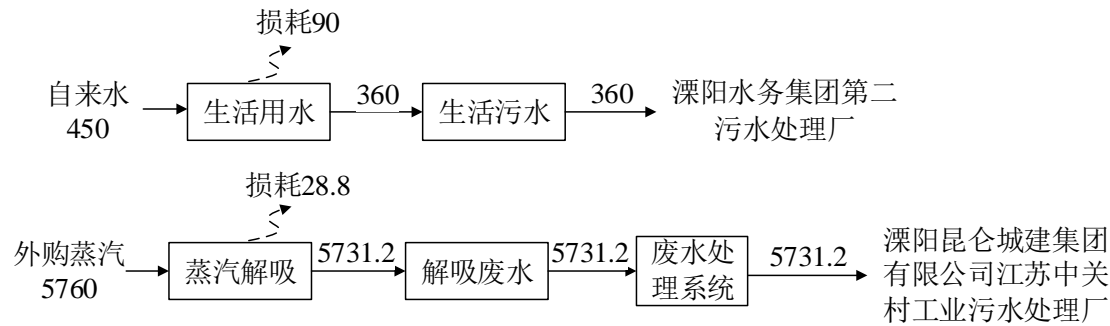 损耗90
自来水
450
生活用水
360
生活污水
360
溧阳水务集团第二
污水处理厂
损耗28.8
外购蒸汽
5760
蒸汽解吸
5731.2
解吸废水
5731.2
废水处
理系统
5731.2
溧阳昆仑城建集团
有限公司江苏中关
村工业污水处理厂